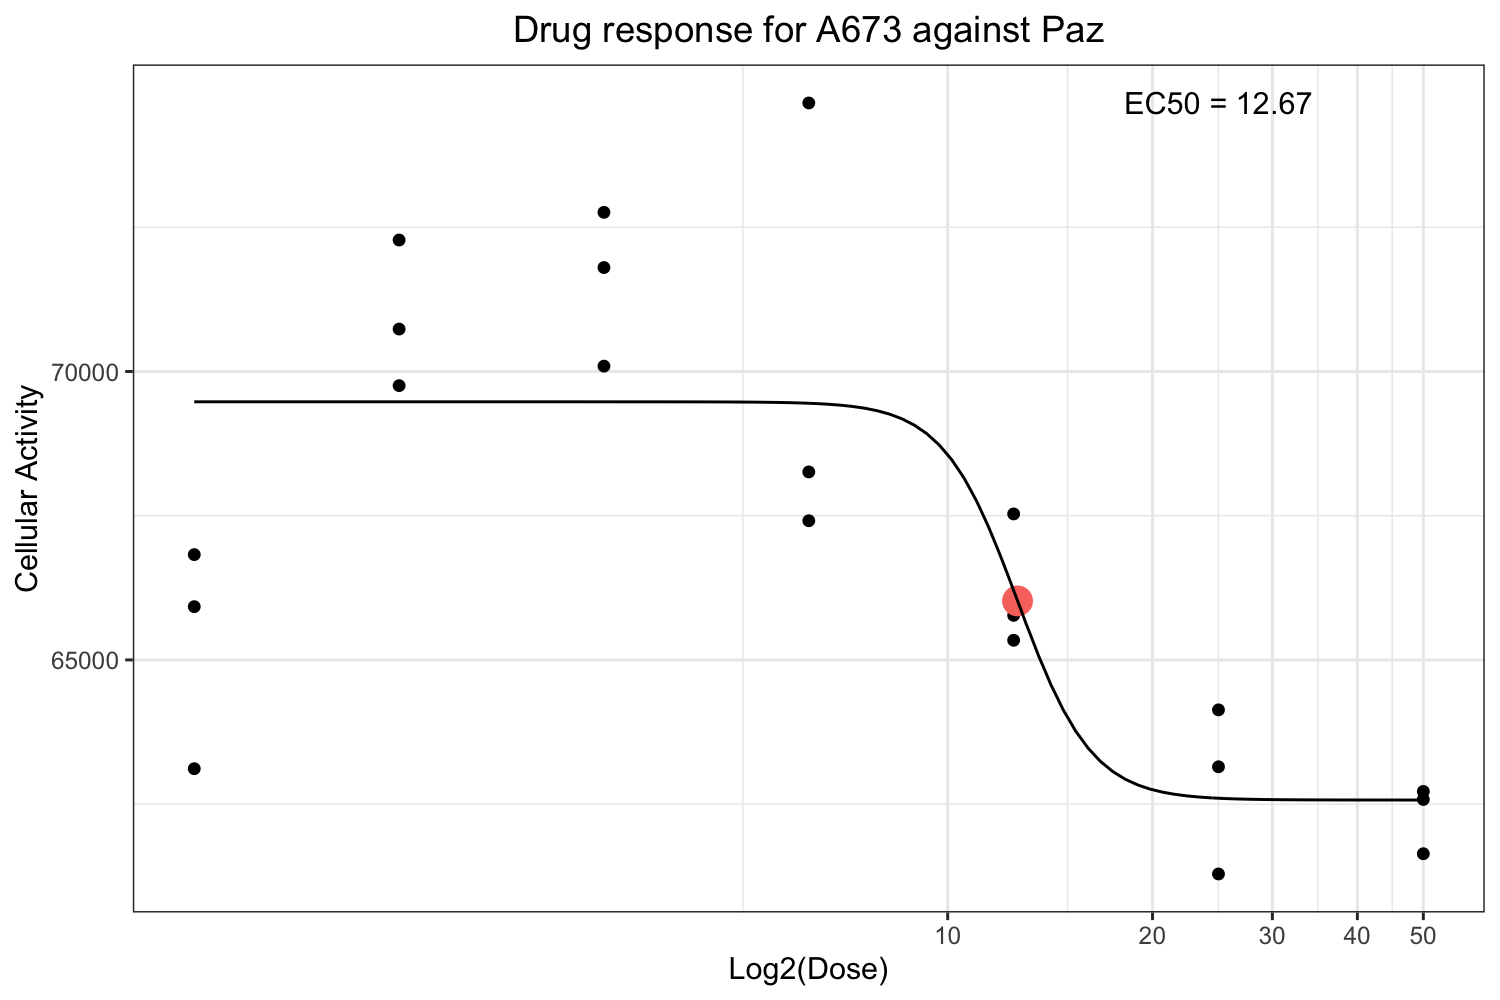 Drug response for A673 against Paz
EC50 = 12.67
Cellular Activity
70000
65000
10 20 30 40 50
Log2(Dose)